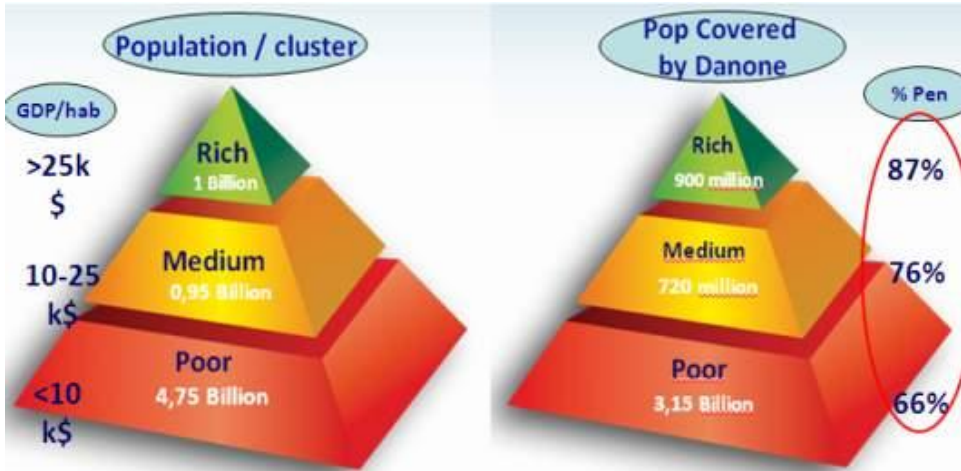 Population / cluster
GDP/hab
Rich
1 Billion
>25k
$
Medium
0,95 Billion
10-25
k$
Poor
4,75 Billion
<10
k$
Pop Covered
by Danone
% Pen
Rich
900 million
87%
Medium
720 million
76%
Poor
3,15 Billion
66%